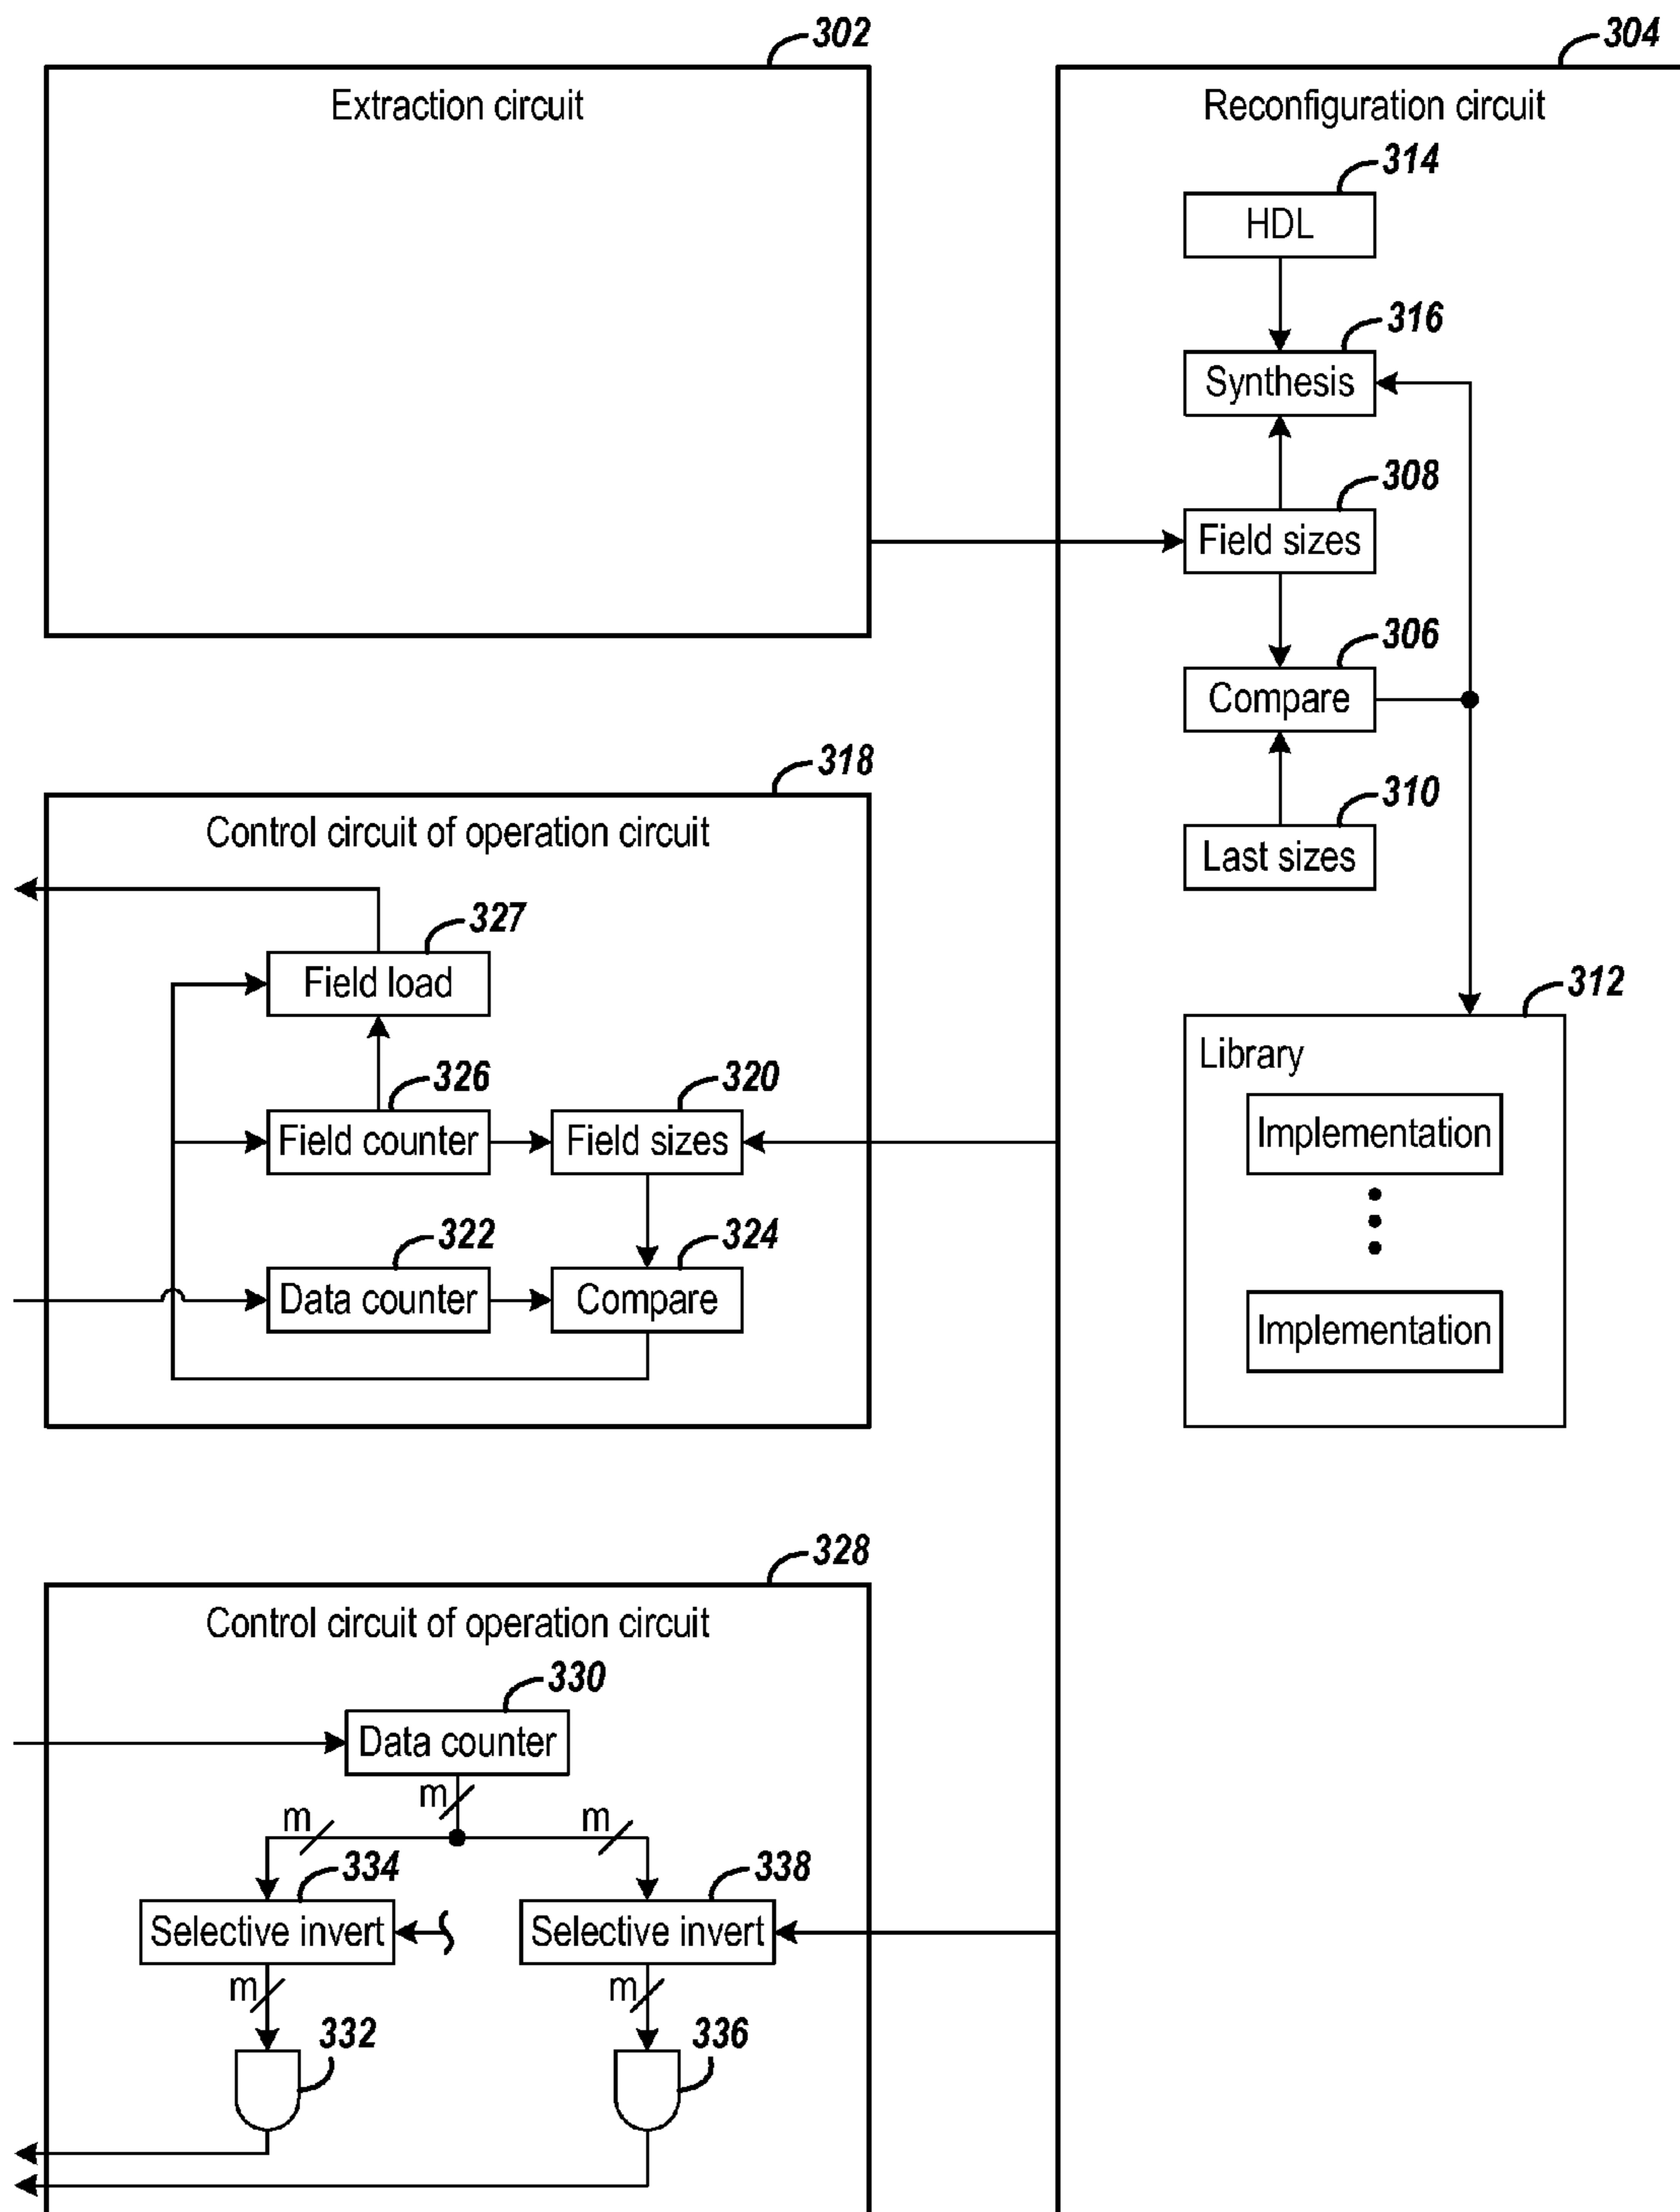 302
Extraction circuit
304
Reconfiguration circuit
314
HDL
316
Synthesis
308
Field sizes
306
Compare
310
Last sizes
312
Library
Implementation
Implementation
318
Control circuit of operation circuit
327
Field load
326
Field counter
320
Field sizes
322
Data counter
324
Compare
328
Control circuit of operation circuit
330
Data counter
m
m
m
334
Selective invert
338
Selective invert
m
m
332
336